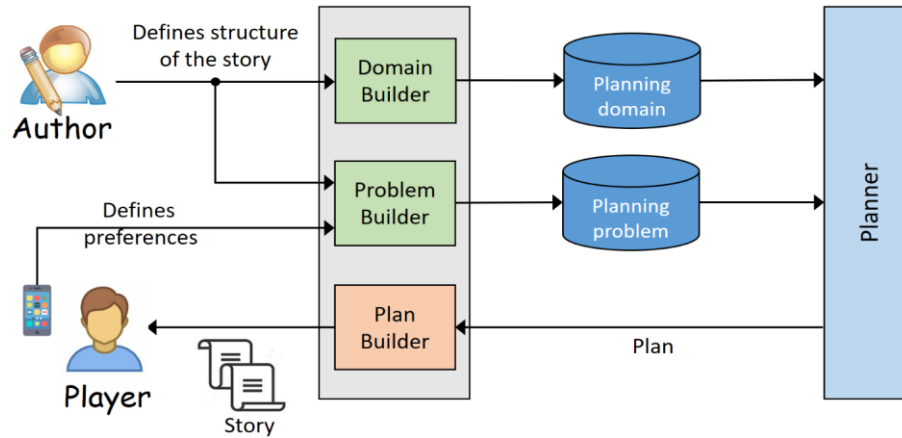 Defines structure
of the story
Author
Domain
Builder
Planning
domain
Planner
Problem
Builder
Planning
problem
Defines
preferences
Plan
Builder
Plan
Player
Story